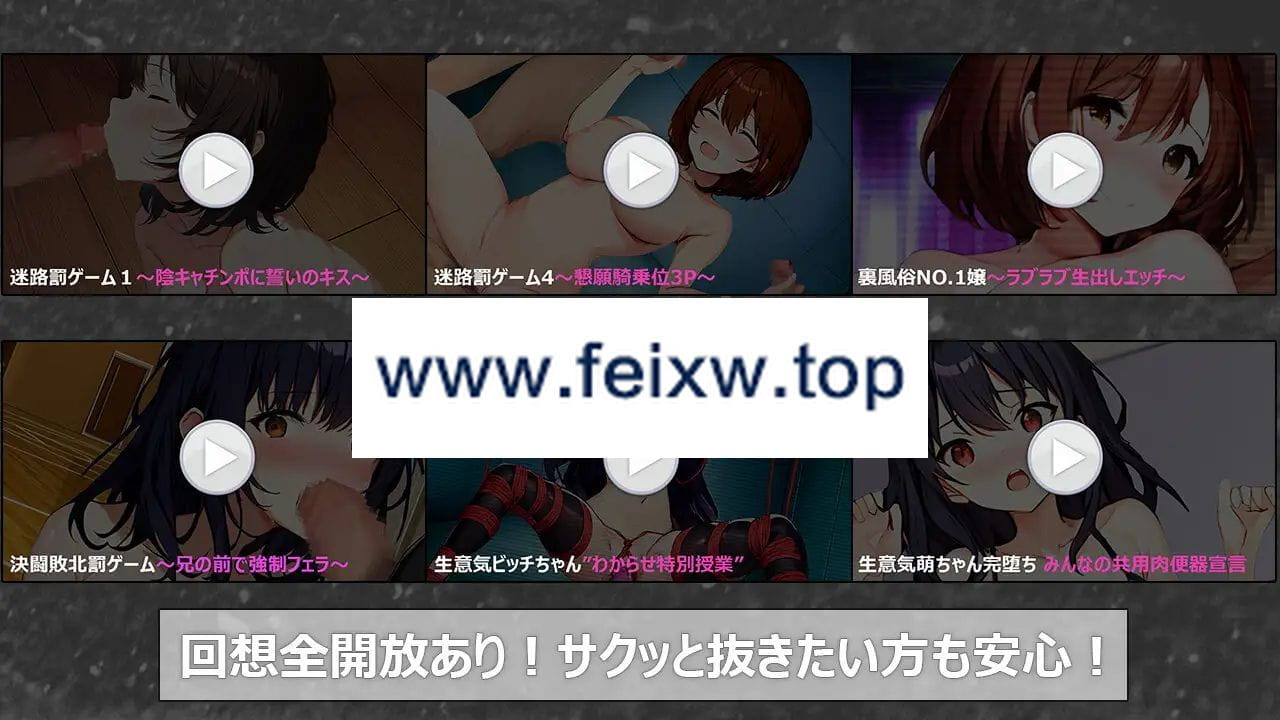 迷路罰ゲーム1～陰キャチンポに誓いのキス～
迷路罰ゲーム4～懇願騎乗位3P～
裏風俗NO.1嬢～ラブラブ生出しエッチ～
www.feixw.top
決闘敗北罰ゲーム～兄の前で強制フェラ～
生意気ビッチちゃん"わからせ特別授業"
生意気萌ちゃん完堕ち みんなの共用肉便器宣言
回想全開放あり！サクッと抜きたい方も安心！